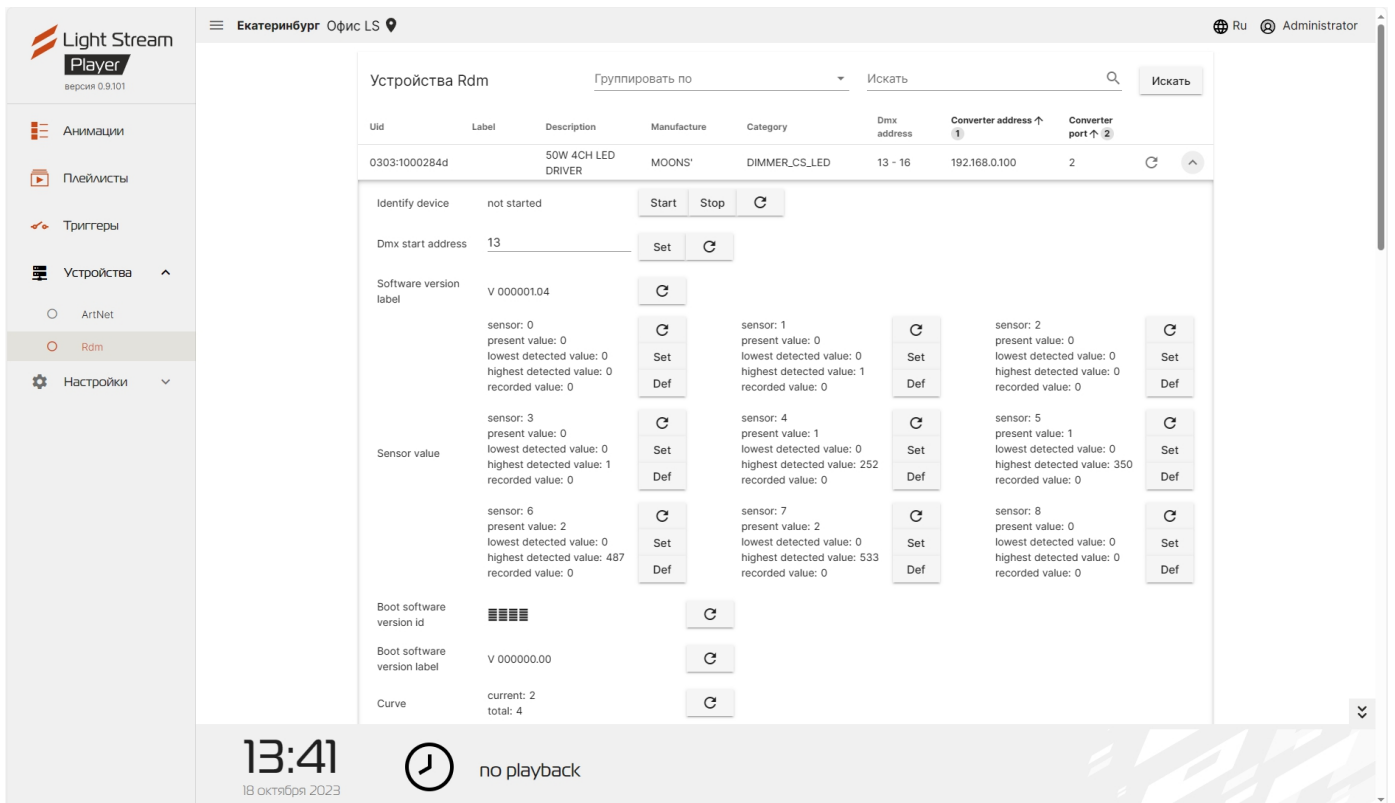 Light Stream
Player
версия 0.9.101
Анимации
Плейлисты
Триггеры
Устройства
ArtNet
Rdm
Настройки
Екатеринбург Офис LS
Ru Administrator
Устройства Rdm Группировать по Искать Искать
Uid Label Description Manufacture Category Dmx address Converter address ↑ 1 Converter port ↑ 2
0303:1000284d 50W 4CH LED DRIVER MOONS' DIMMER_CS_LED 13 - 16 192.168.0.100 2
Identify device not started Start Stop
Dmx start address 13 Set
Software version label V 000001.04
Sensor value
sensor: 0
present value: 0
lowest detected value: 0
highest detected value: 0
recorded value: 0
Set
Def
sensor: 1
present value: 0
lowest detected value: 0
highest detected value: 1
recorded value: 0
Set
Def
sensor: 2
present value: 0
lowest detected value: 0
highest detected value: 0
recorded value: 0
Set
Def
sensor: 3
present value: 0
lowest detected value: 0
highest detected value: 1
recorded value: 0
Set
Def
sensor: 4
present value: 1
lowest detected value: 0
highest detected value: 252
recorded value: 0
Set
Def
sensor: 5
present value: 1
lowest detected value: 0
highest detected value: 350
recorded value: 0
Set
Def
sensor: 6
present value: 2
lowest detected value: 0
highest detected value: 487
recorded value: 0
Set
Def
sensor: 7
present value: 2
lowest detected value: 0
highest detected value: 533
recorded value: 0
Set
Def
sensor: 8
present value: 0
lowest detected value: 0
highest detected value: 0
recorded value: 0
Set
Def
Boot software version id
Boot software version label V 000000.00
Curve
current: 2
total: 4
13:41
18 октября 2023
no playback